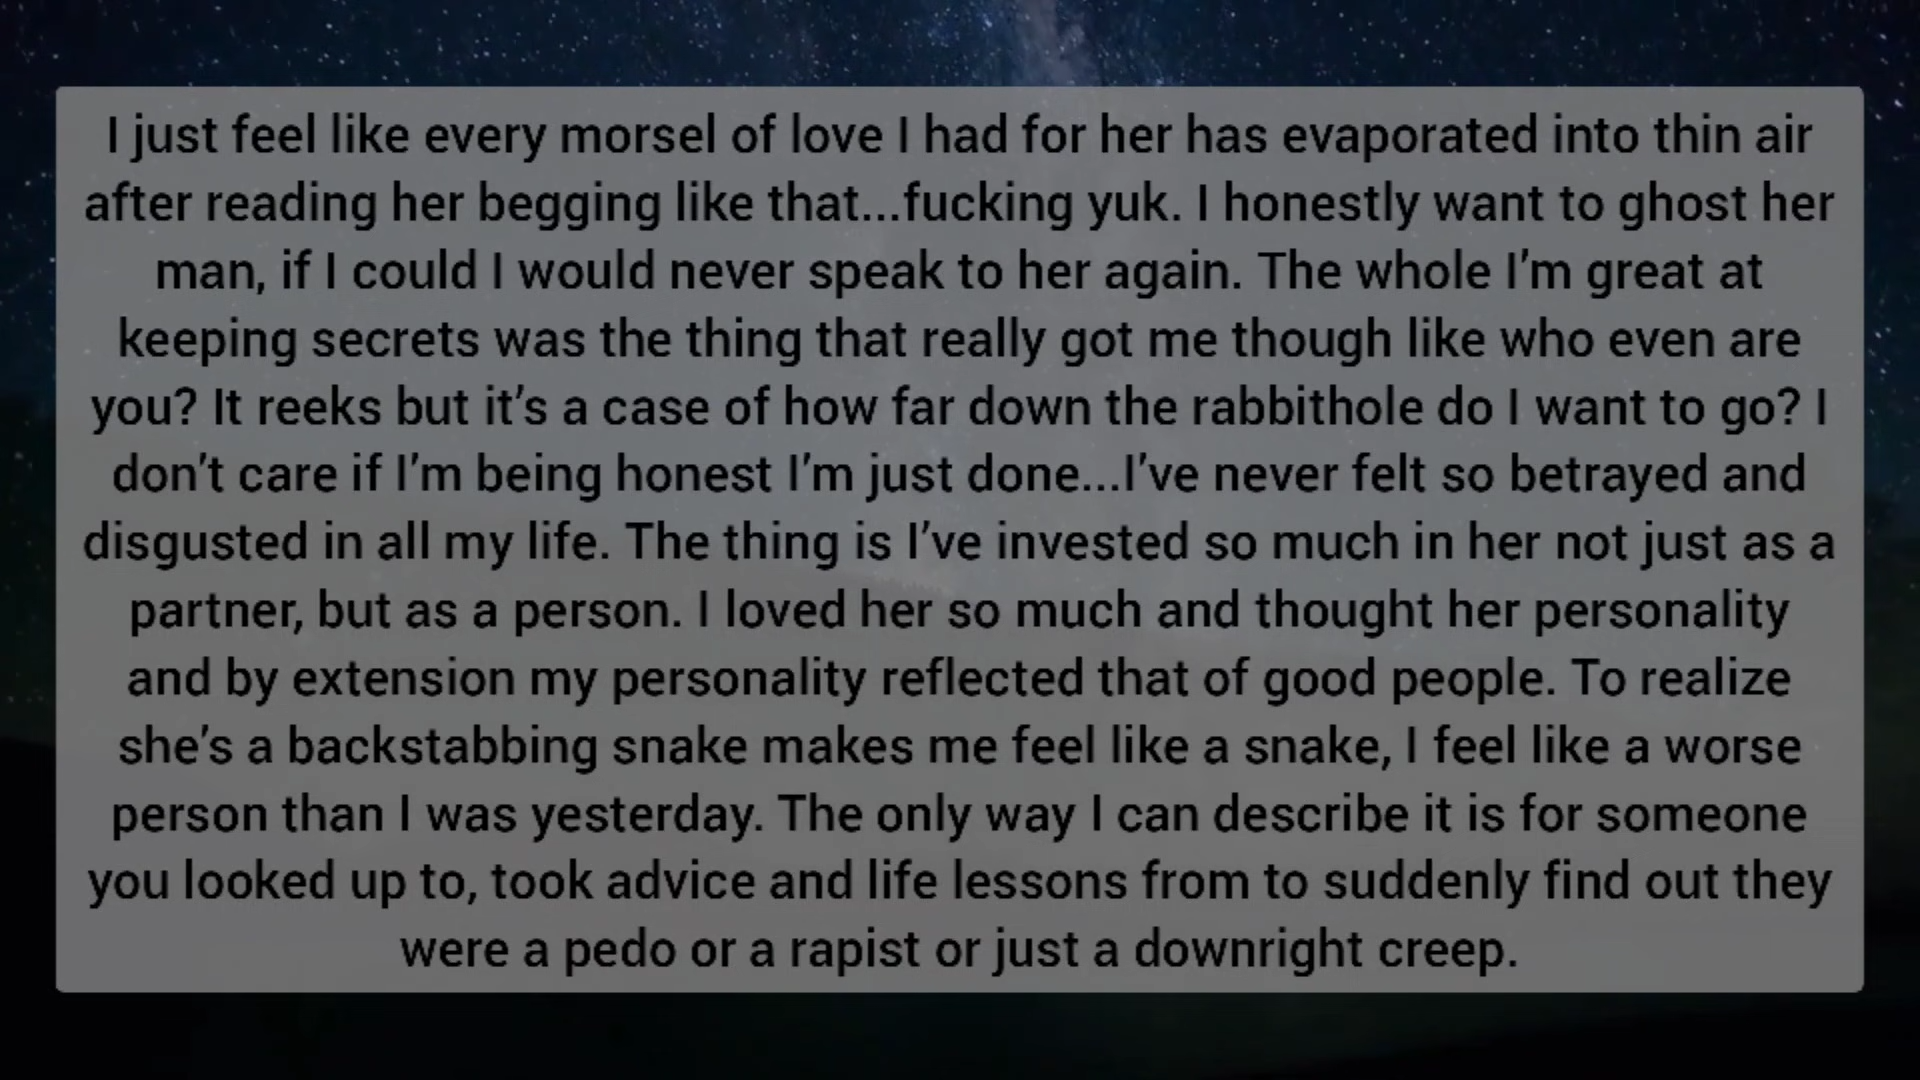 I just feel like every morsel of love I had for her has evaporated into thin air
after reading her begging like that...fucking yuk. I honestly want to ghost her
man, if I could I would never speak to her again. The whole I’m great at
keeping secrets was the thing that really got me though like who even are
you? It reeks but it’s a case of how far down the rabbithole do I want to go? I
don’t care if I’m being honest I’m just done...I’ve never felt so betrayed and
disgusted in all my life. The thing is I’ve invested so much in her not just as a
partner, but as a person. I loved her so much and thought her personality
and by extension my personality reflected that of good people. To realize
she’s a backstabbing snake makes me feel like a snake, I feel like a worse
person than I was yesterday. The only way I can describe it is for someone
you looked up to, took advice and life lessons from to suddenly find out they
were a pedo or a rapist or just a downright creep.